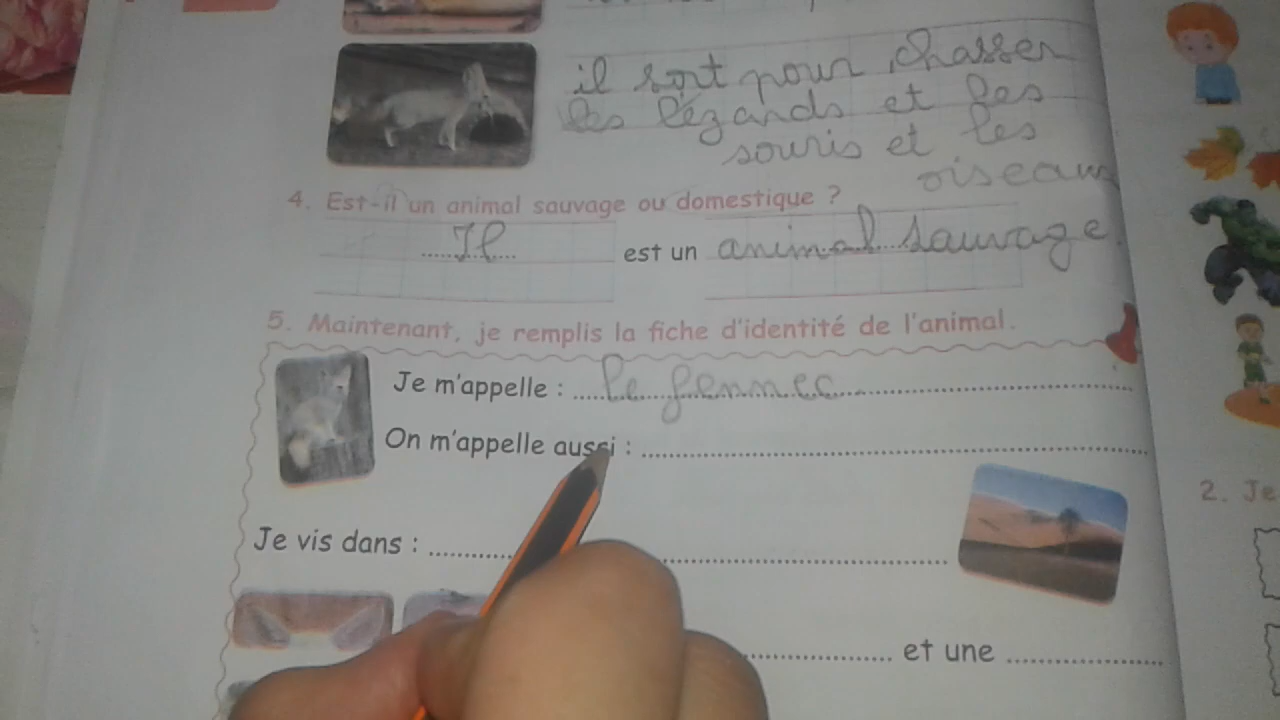 il sort pour chasser
les lézards et les
souris et les
oiseaux
4. Est-il un animal sauvage ou domestique ?
Il est un animal sauvage
5. Maintenant, je remplis la fiche d'identité de l'animal.
Je m'appelle : le fennec
On m'appelle aussi :
Je vis dans :
et une
2. Je